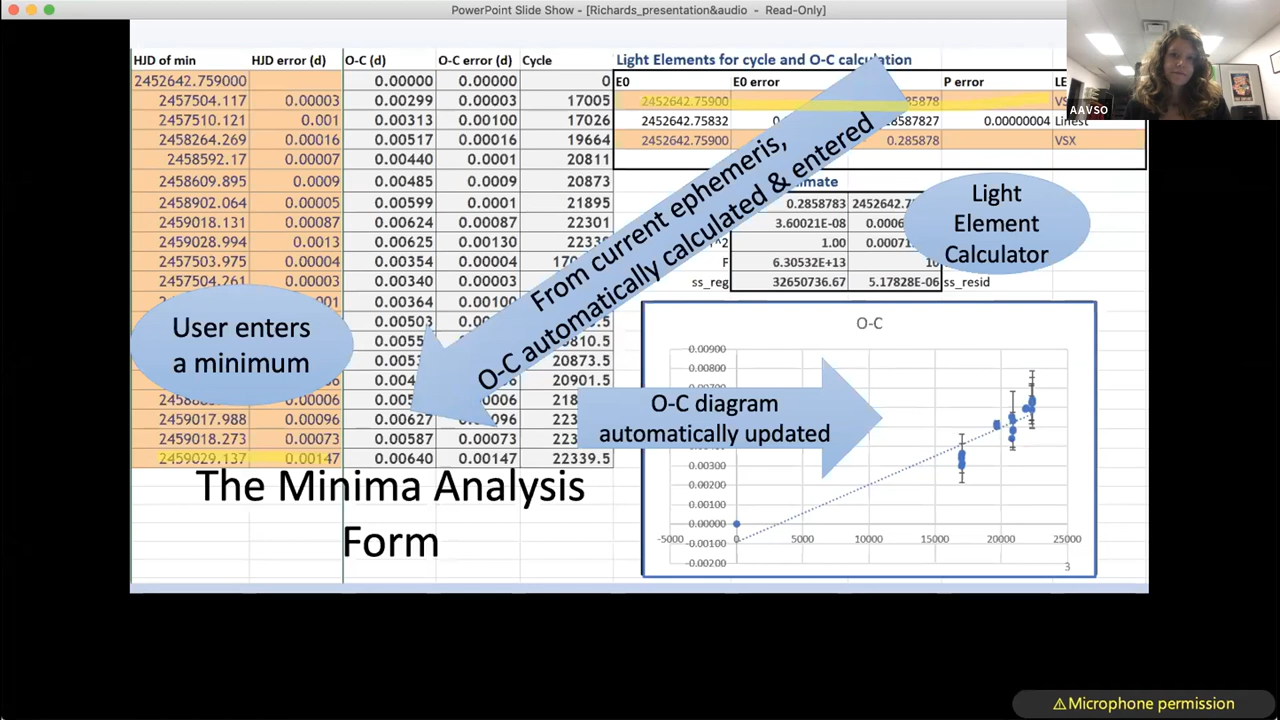 PowerPoint Slide Show - [Richards_presentation&audio - Read-Only]
AAVSO
HJD of min HJD error (d) O-C (d) O-C error (d) Cycle
2452642.759000 0.00000 0.00000 0
2457504.117 0.00003 0.00299 0.00003 17005
2457510.121 0.001 0.00313 0.00100 17026
2458264.269 0.00016 0.00517 0.00016 19664
2458592.17 0.00007 0.00440 0.0001 20811
2458609.895 0.0009 0.00485 0.0009 20873
2458902.064 0.00005 0.00599 0.0001 21895
2459018.131 0.00087 0.00624 0.00087 22301
2459028.994 0.0013 0.00625 0.00130
2457503.975 0.00004 0.00354 0.00004
2457504.261 0.00340 0.00003
0.00364 0.00100
0.00503
20873.5
20901.5
0.00006
2459017.988 0.00096 0.00627
2459018.273 0.00073 0.00587 0.00073
2459029.137 0.00147 0.00640 0.00147 22339.5
User enters
a minimum
The Minima Analysis
Form
From current ephemeris,
O-C automatically calculated & entered
O-C diagram
automatically updated
Light Elements for cycle and O-C calculation
E0 E0 error P error
2452642.75900
2452642.75832 0.00000004 Linest
2452642.75900 0.285878 VSX
0.2858783
3.60021E-08
1.00
F 6.30532E+13
ss_reg 32650736.67 5.17828E-06 ss_resid
Light
Element
Calculator
O-C
0.00900
0.00800
0.00300
0.00200
0.00100
0.00000
-0.00100
-0.00200
-5000 0 5000 10000 15000 20000 25000
3
⚠Microphone permission